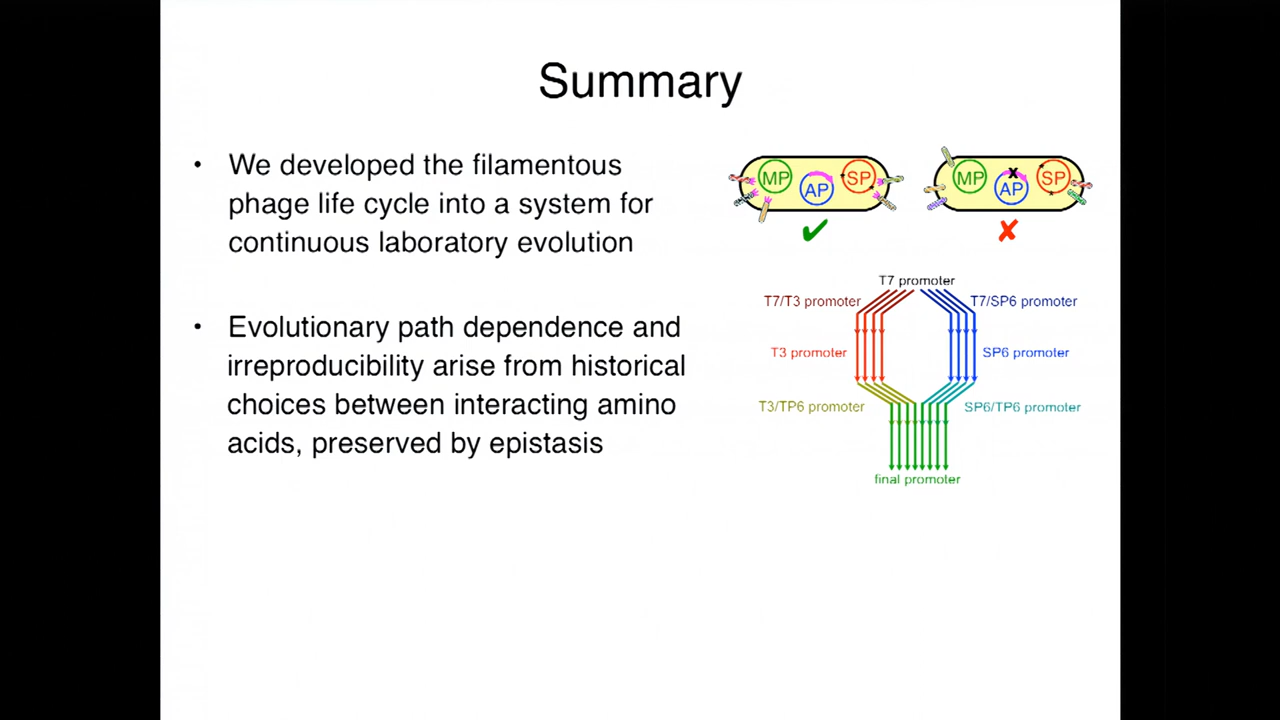 Summary
• We developed the filamentous
phage life cycle into a system for
continuous laboratory evolution
• Evolutionary path dependence and
irreproducibility arise from historical
choices between interacting amino
acids, preserved by epistasis
MP AP SP
MP AP SP
T7 promoter
T7/T3 promoter
T7/SP6 promoter
T3 promoter
SP6 promoter
T3/TP6 promoter
SP6/TP6 promoter
final promoter